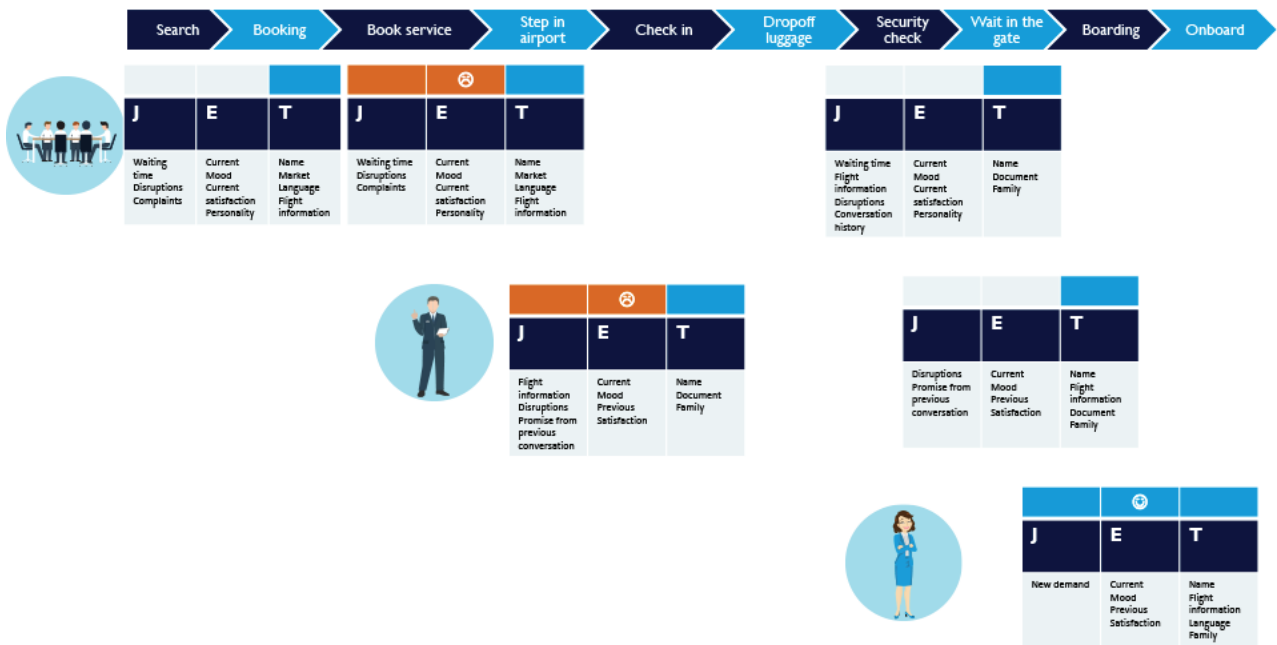 Search
Booking
Book service
Step in
airport
Check in
Dropoff
luggage
Security
check
Wait in the
gate
Boarding
Onboard
J
E
T
Waiting
time
Disruptions
Complaints
Current
Mood
Current
satisfaction
Personality
Name
Market
Language
Flight
information
J
E
T
Waiting time
Disruptions
Complaints
Current
Mood
Current
satisfaction
Personality
Name
Market
Language
Flight
information
J
E
T
Waiting time
Flight
information
Disruptions
Conversation
history
Current
Mood
Current
satisfaction
Personality
Name
Document
Family
J
E
T
Flight
information
Disruptions
Promise from
previous
conversation
Current
Mood
Previous
Satisfaction
Name
Document
Family
J
E
T
Disruptions
Promise from
previous
conversation
Current
Mood
Previous
Satisfaction
Name
Flight
information
Document
Family
J
E
T
New demand
Current
Mood
Previous
Satisfaction
Name
Flight
information
Language
Family